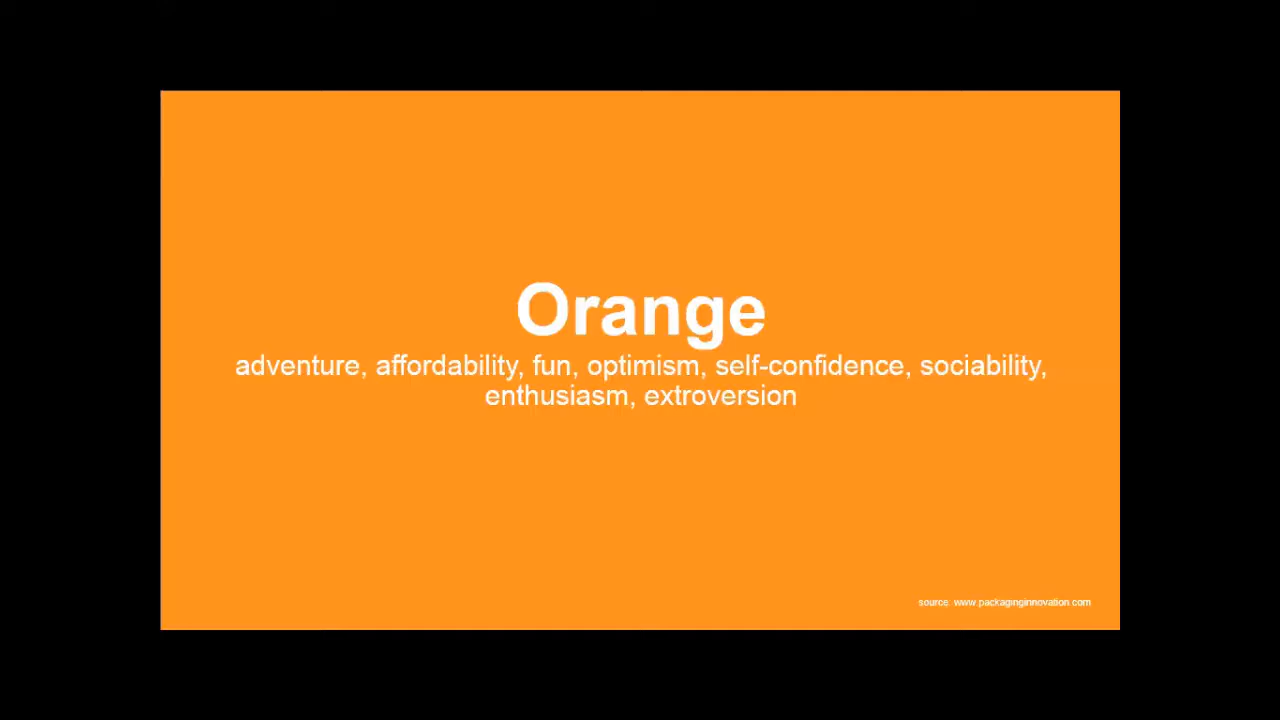 Orange
adventure, affordability, fun, optimism, self-confidence, sociability,
enthusiasm, extroversion
source: www.packaginginnovation.com